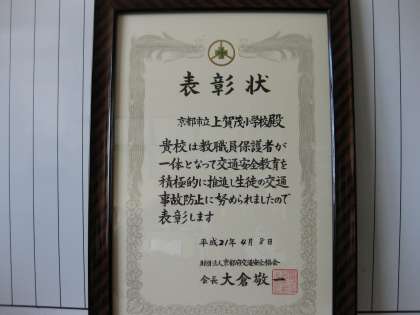 表彰状
京都市立上賀茂小学校殿
貴校は教職員保護者が
一体となって交通安全教育を
積極的に推進し生徒の交通
事故防止に努められましたので
表彰します
平成21年4月8日
財団法人京都府交通安全協会
会長 大倉敬一